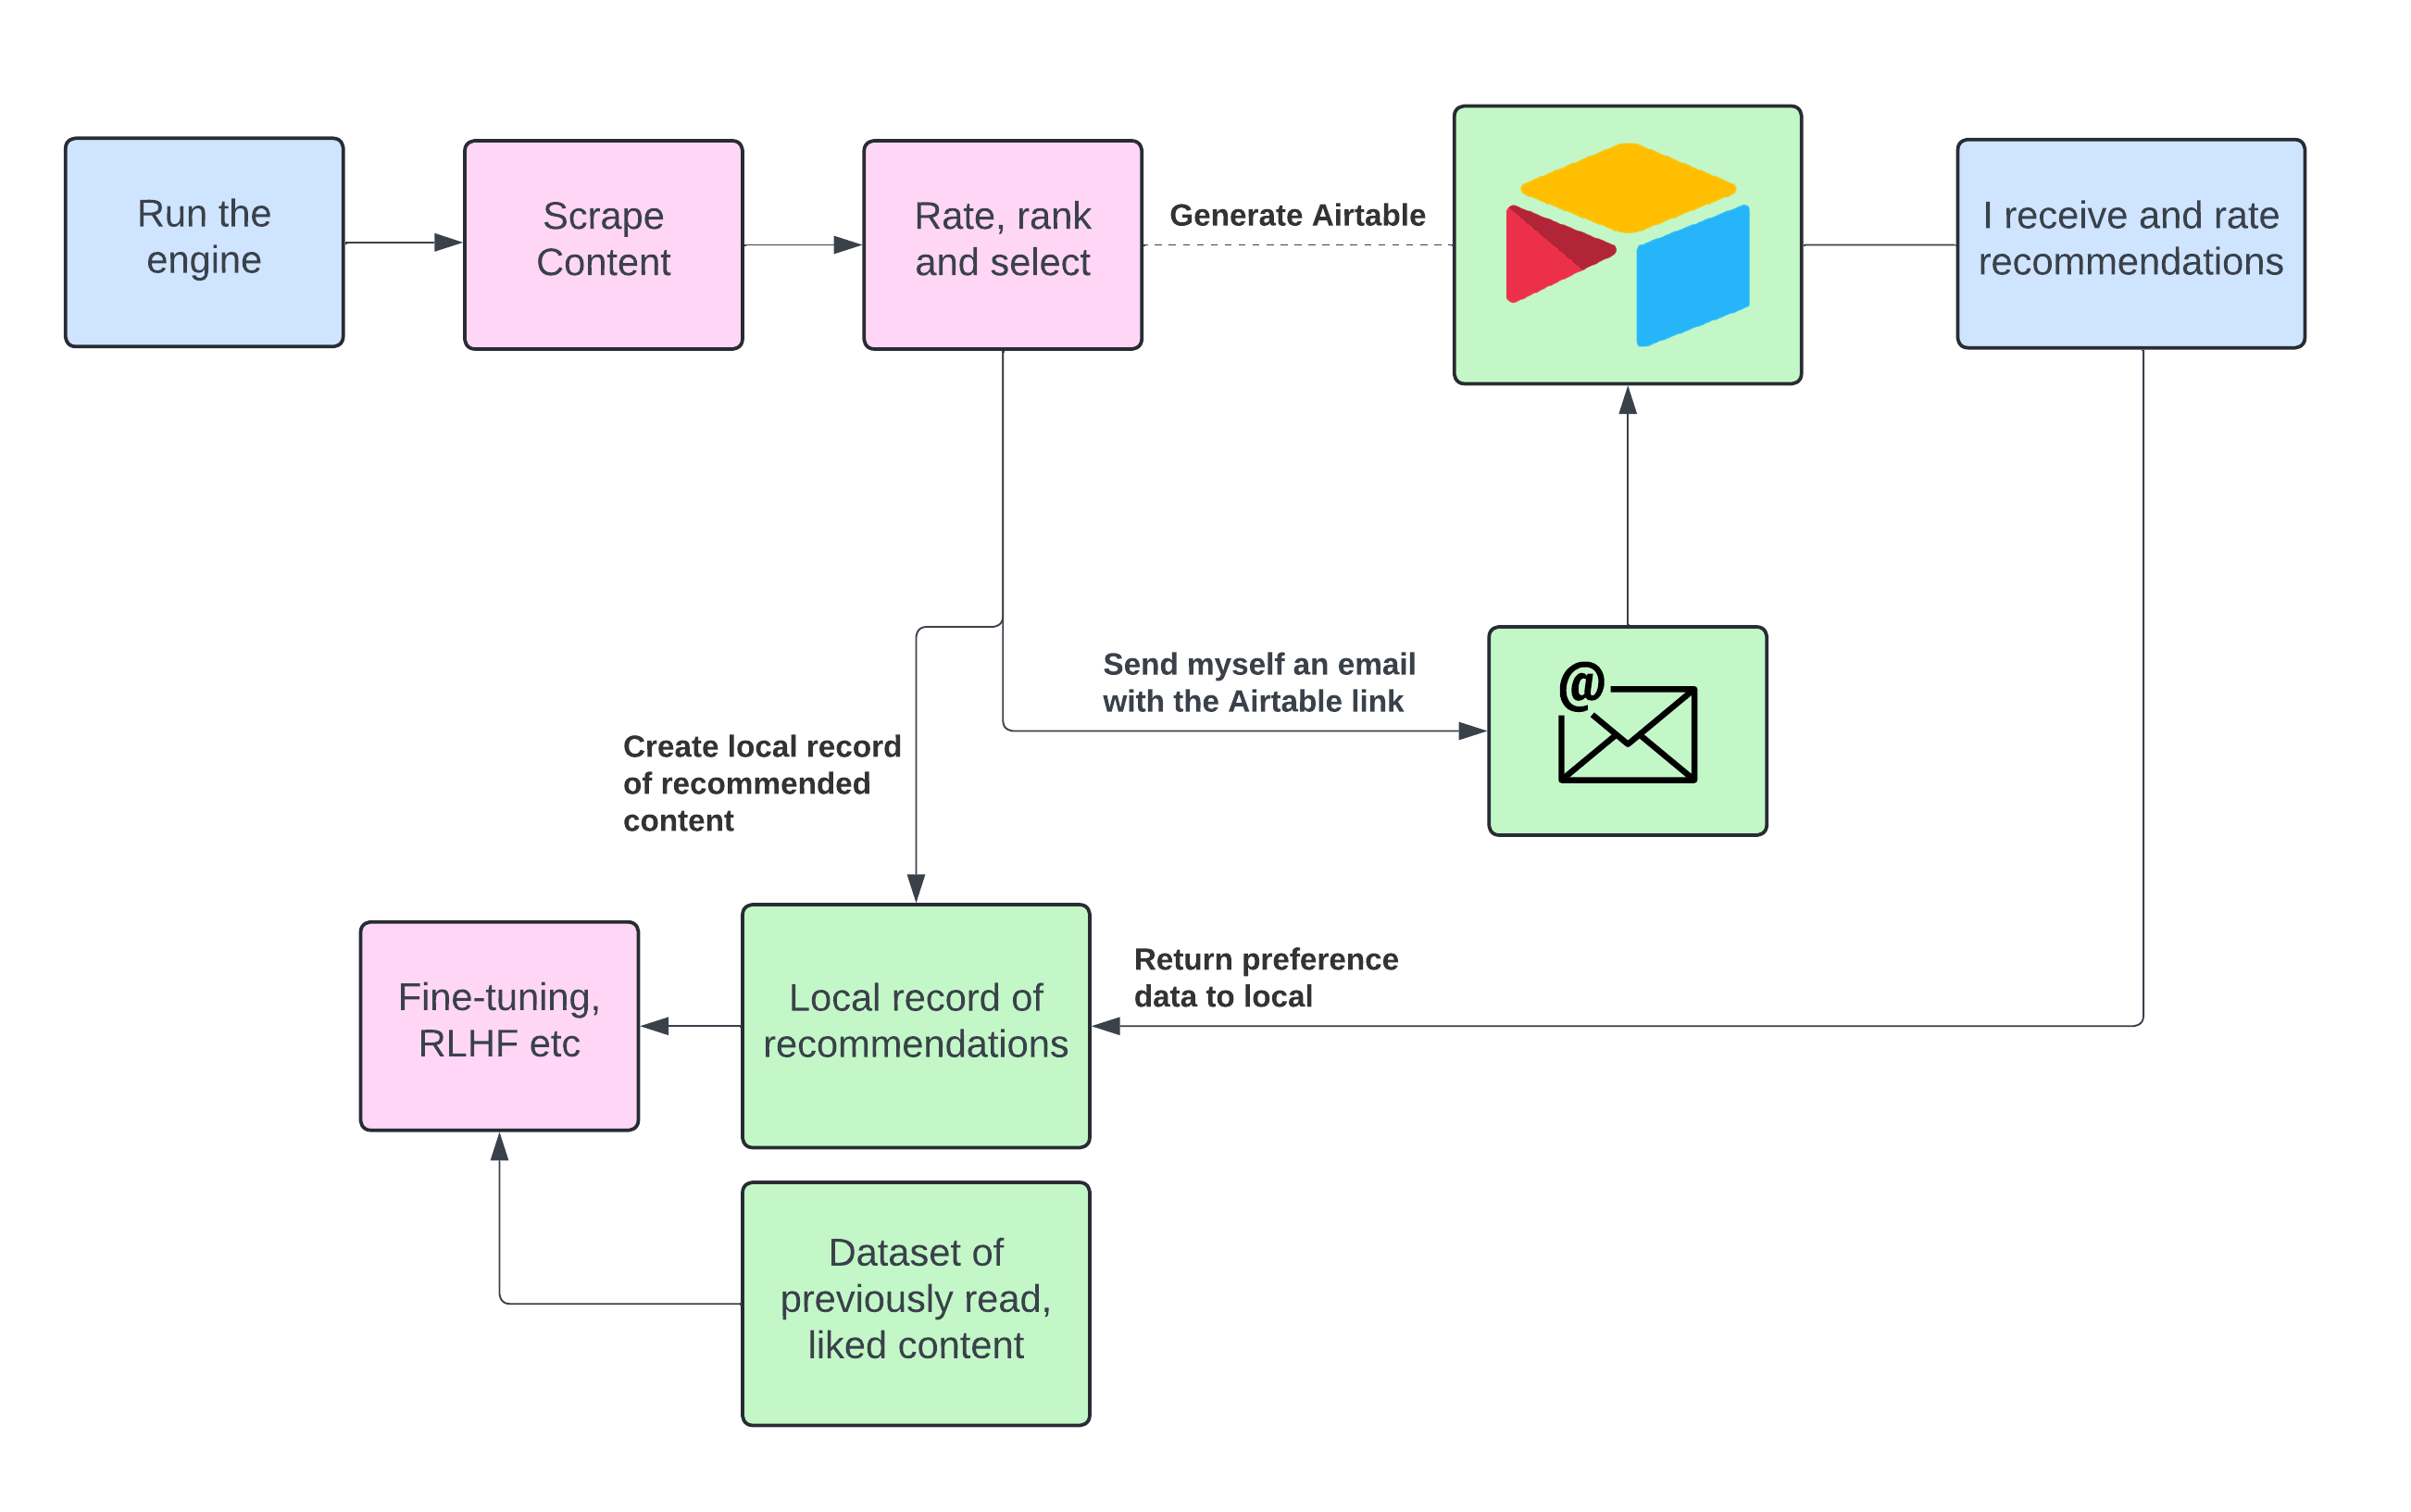 Run the
engine
Scrape
Content
Rate, rank
and select
Generate Airtable
I receive and rate
recommendations
Send myself an email
with the Airtable link
@
Create local record
of recommended
content
Return preference
data to local
Fine-tuning,
RLHF etc
Local record of
recommendations
Dataset of
previously read,
liked content